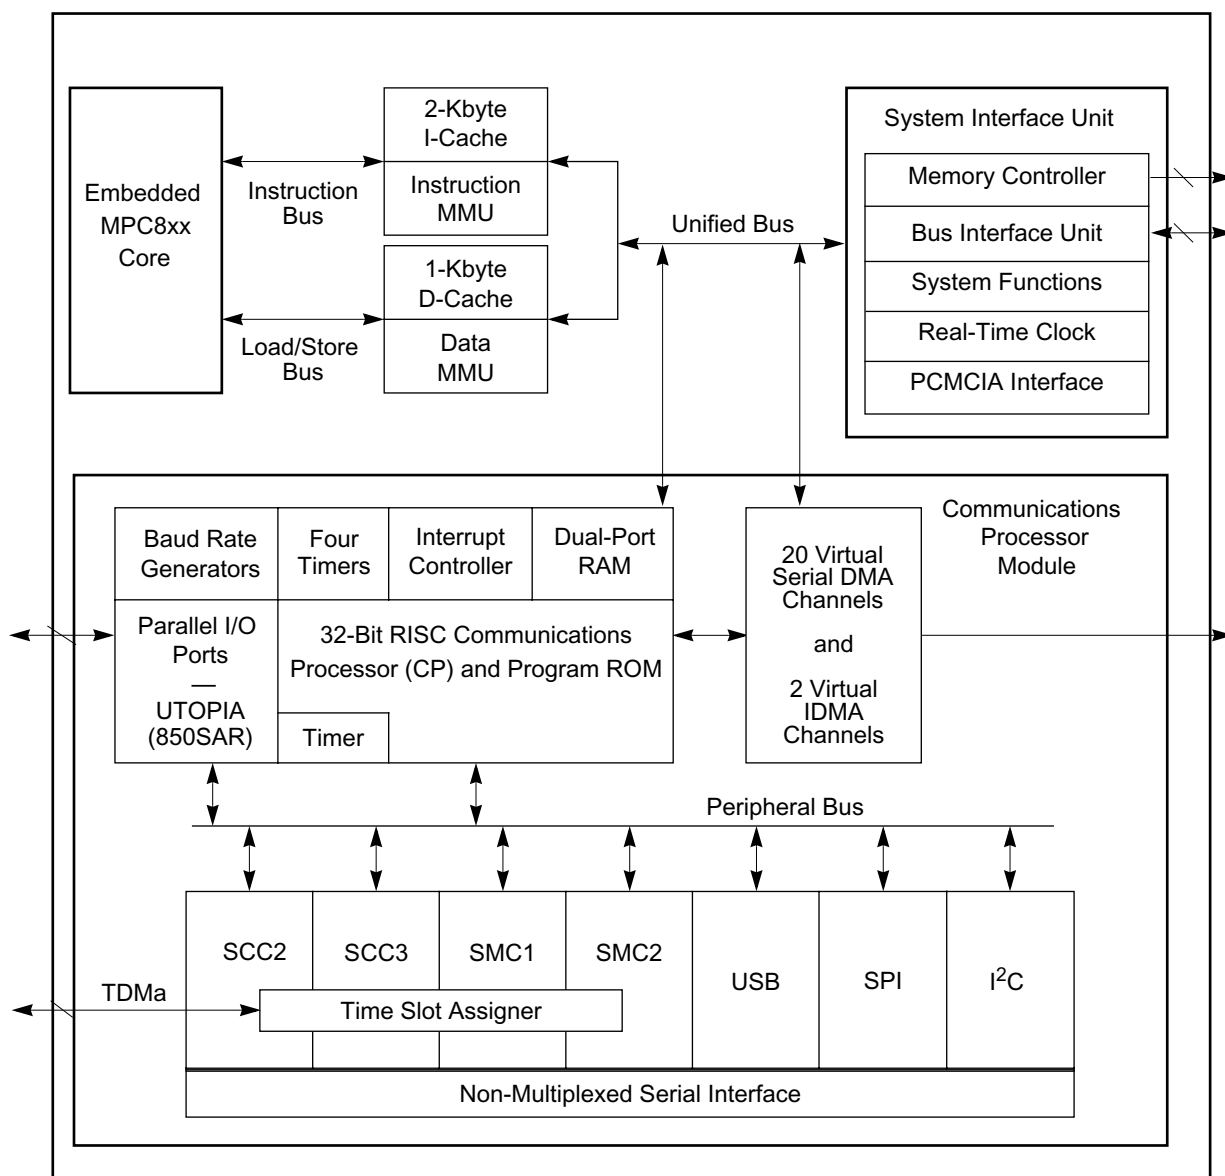 2-Kbyte
I-Cache
Instruction
MMU
Embedded
MPC8xx
Core
Instruction
Bus
1-Kbyte
D-Cache
Data
MMU
Load/Store
Bus
Unified Bus
System Interface Unit
Memory Controller
Bus Interface Unit
System Functions
Real-Time Clock
PCMCIA Interface
Communications
Processor
Module
Baud Rate
Generators
Four
Timers
Interrupt
Controller
Dual-Port
RAM
20 Virtual
Serial DMA
Channels
and
2 Virtual
IDMA
Channels
Parallel I/O
Ports
—
UTOPIA
(850SAR)
32-Bit RISC Communications
Processor (CP) and Program ROM
Timer
Peripheral Bus
SCC2
SCC3
SMC1
SMC2
USB
SPI
I²C
TDMa
Time Slot Assigner
Non-Multiplexed Serial Interface